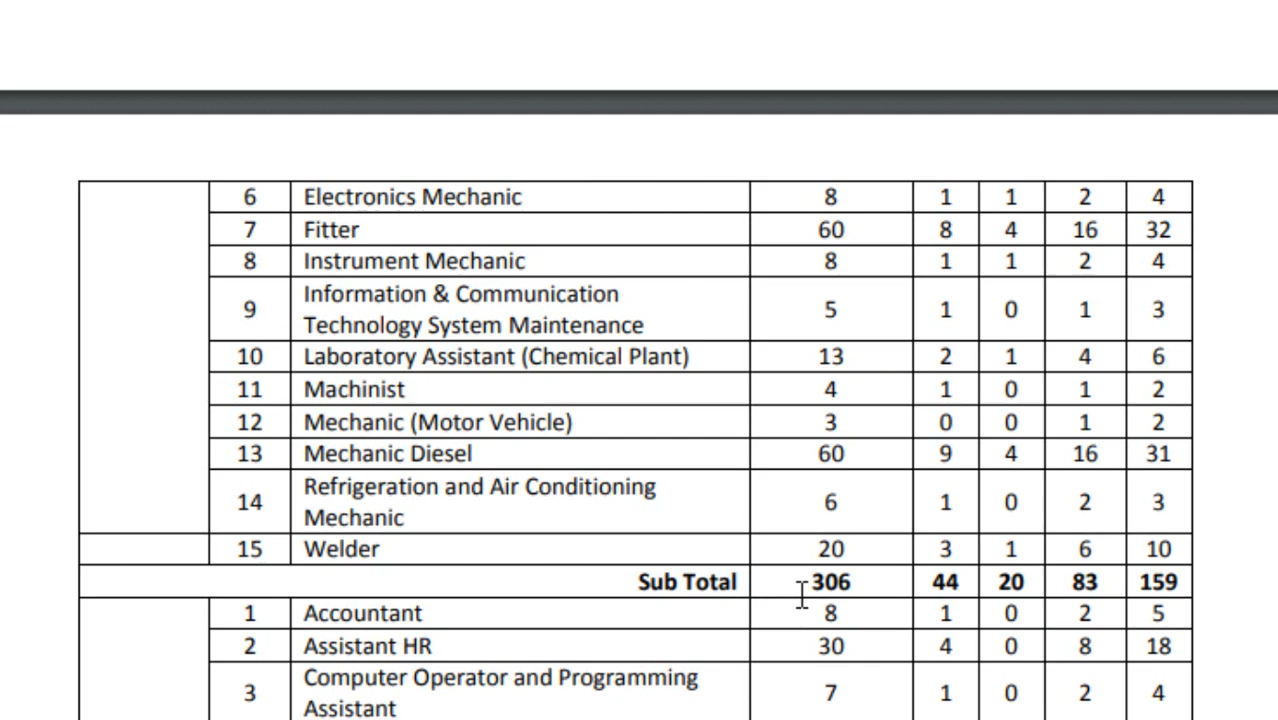 6 Electronics Mechanic 8 1 1 2 4
7 Fitter 60 8 4 16 32
8 Instrument Mechanic 8 1 1 2 4
9 Information & Communication 5 1 0 1 3
Technology System Maintenance
10 Laboratory Assistant (Chemical Plant) 13 2 1 4 6
11 Machinist 4 1 0 1 2
12 Mechanic (Motor Vehicle) 3 0 0 1 2
13 Mechanic Diesel 60 9 4 16 31
14 Refrigeration and Air Conditioning 6 1 0 2 3
Mechanic
15 Welder 20 3 1 6 10
Sub Total 306 44 20 83 159
1 Accountant 8 1 0 2 5
2 Assistant HR 30 4 0 8 18
3 Computer Operator and Programming 7 1 0 2 4
Assistant